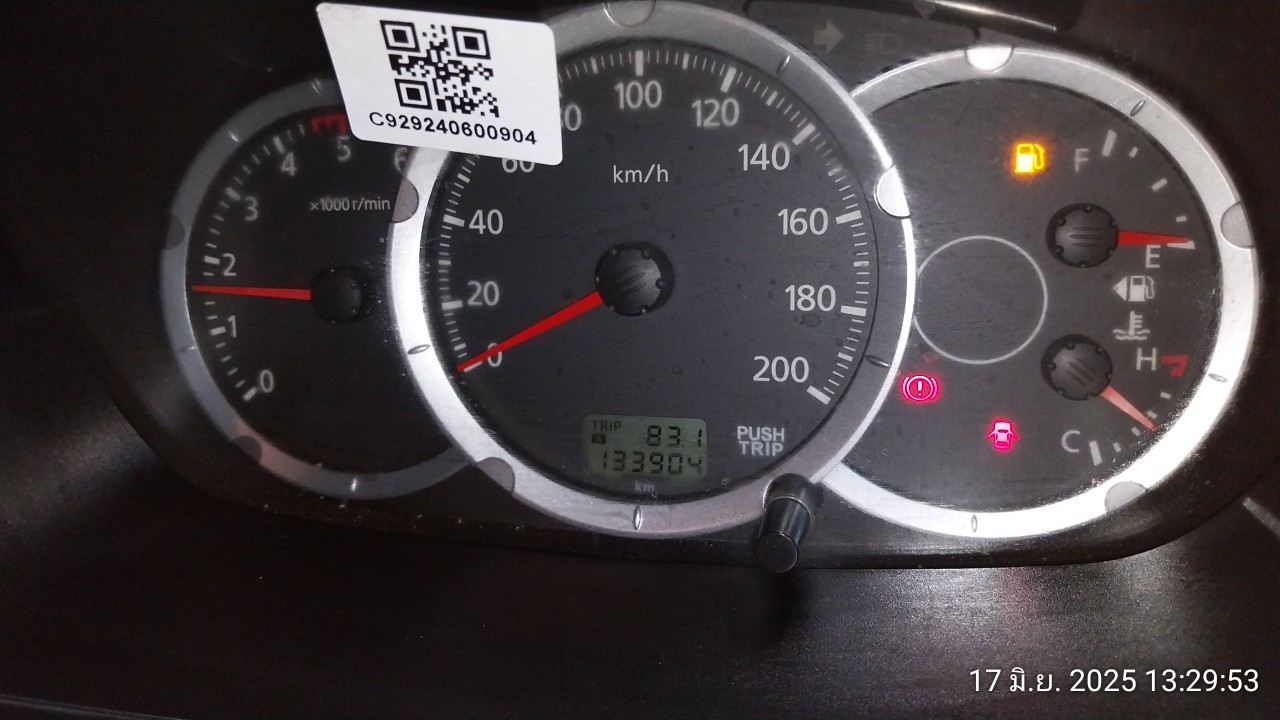 C929240600904
0
1
2
3
4
5
6
×1000 r/min
0
20
40
60
80
100
120
140
160
180
200
km/h
TRIP
A 83.1
133904
km
PUSH
TRIP
F
E
H
C
17 มิ.ย. 2025 13:29:53